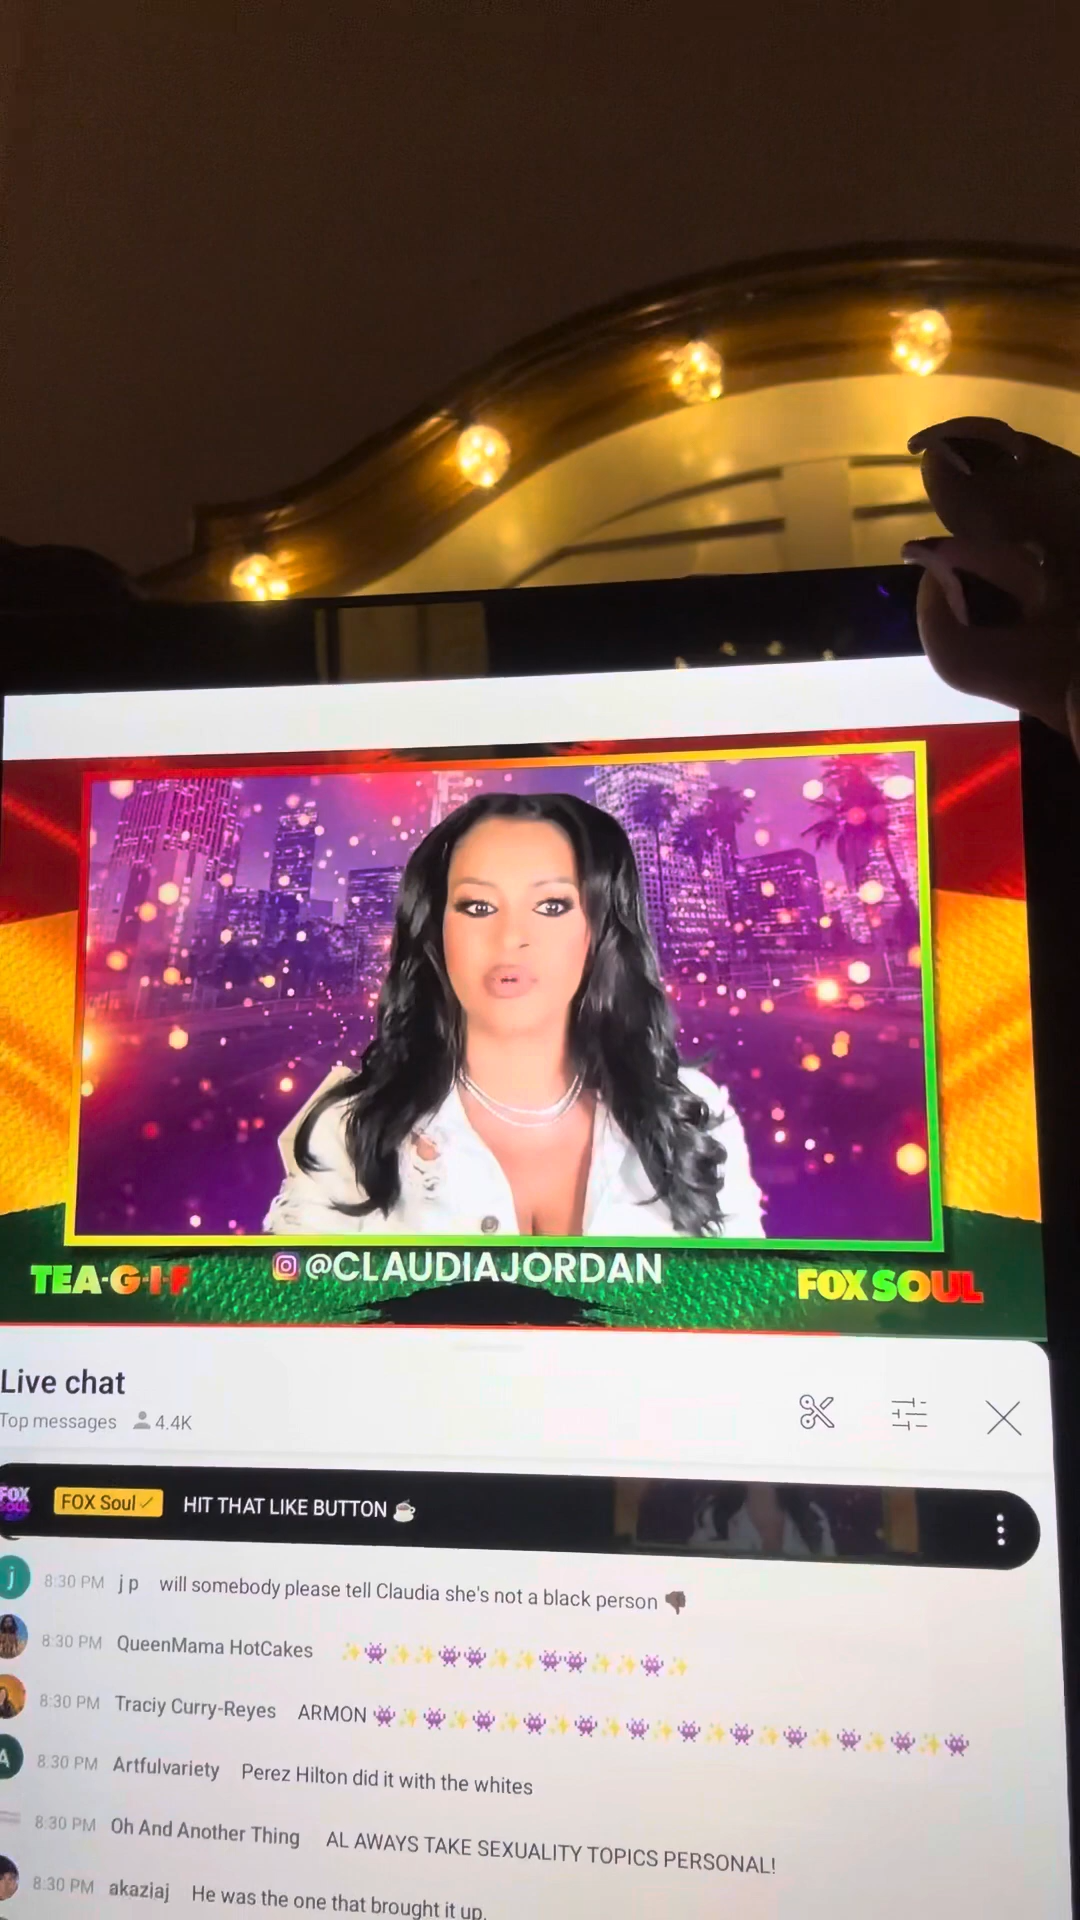 TEA-G-I-F
@CLAUDIAJORDAN
FOX SOUL
Live chat
Top messages 4.4K
FOX SOUL FOX Soul✓ HIT THAT LIKE BUTTON ☕
j 8:30 PM j p will somebody please tell Claudia she's not a black person 👎🏿
8:30 PM QueenMama HotCakes ✨👾✨✨👾👾✨✨👾👾✨✨👾✨
8:30 PM Traciy Curry-Reyes ARMON 👾✨👾✨👾✨👾✨👾✨👾✨👾✨👾✨👾✨👾✨👾✨👾
A 8:30 PM Artfulvariety Perez Hilton did it with the whites
8:30 PM Oh And Another Thing AL AWAYS TAKE SEXUALITY TOPICS PERSONAL!
8:30 PM akaziaj He was the one that brought it up.